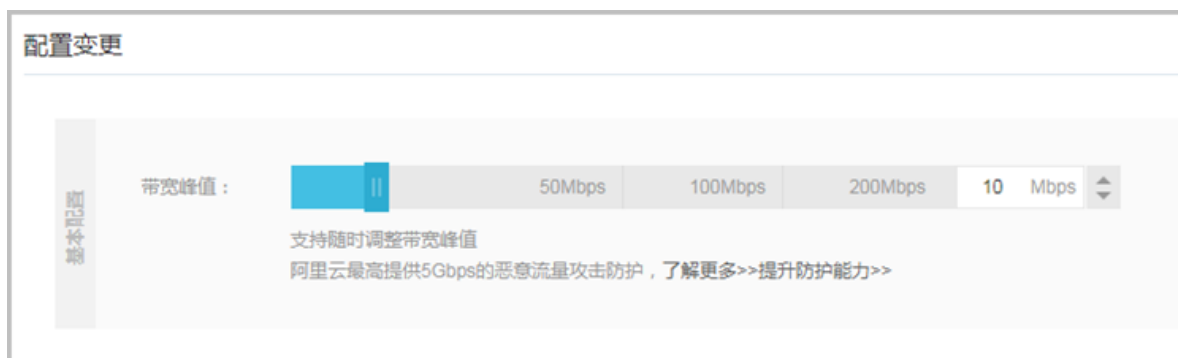 配置变更
基本配置
带宽峰值：
50Mbps
100Mbps
200Mbps
10 Mbps
支持随时调整带宽峰值
阿里云最高提供5Gbps的恶意流量攻击防护，了解更多>>提升防护能力>>